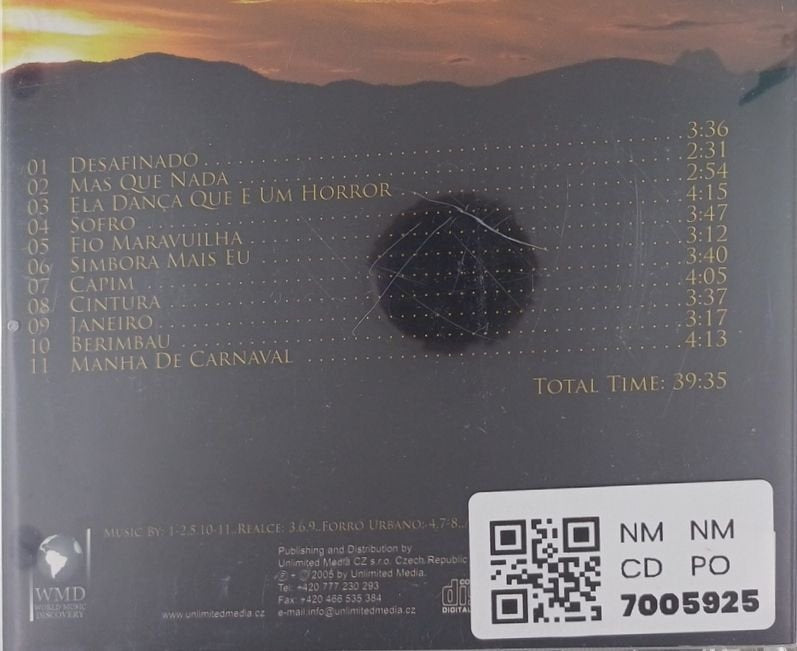 01 DESAFINADO 3:36
02 MAS QUE NADA 2:31
03 ELA DANÇA QUE E UM HORROR 2:54
04 SOFRO 4:15
05 FIO MARAVUILHA 3:47
06 SIMBORA MAIS EU 3:12
07 CAPIM 3:40
08 CINTURA 4:05
09 JANEIRO 3:37
10 BERIMBAU 3:17
11 MANHA DE CARNAVAL 4:13
TOTAL TIME: 39:35
MUSIC BY: 1-2,5,10-11..REALCE: 3,6,9..FORRO URBANO: 4,7-8..
Publishing and Distribution by
Unlimited Media CZ s.r.o. Czech Republic
℗ - © 2005 by Unlimited Media.
Tel: +420 777 230 293
Fax: +420 466 535 384
www.unlimitedmedia.cz e-mail:info@unlimitedmedia.cz
WMD
WORLD MUSIC
DISCOVERY
DIGITAL
NM NM
CD PO
7005925